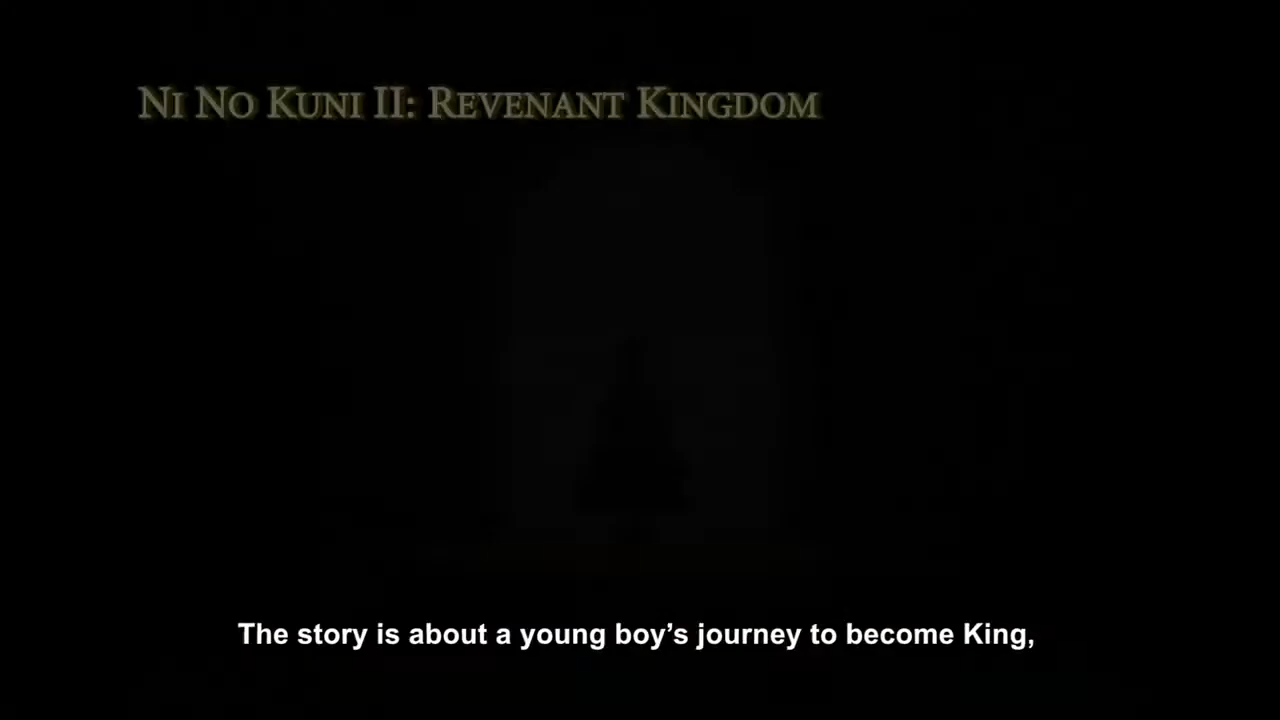 Ni No Kuni II: Revenant Kingdom
The story is about a young boy’s journey to become King,